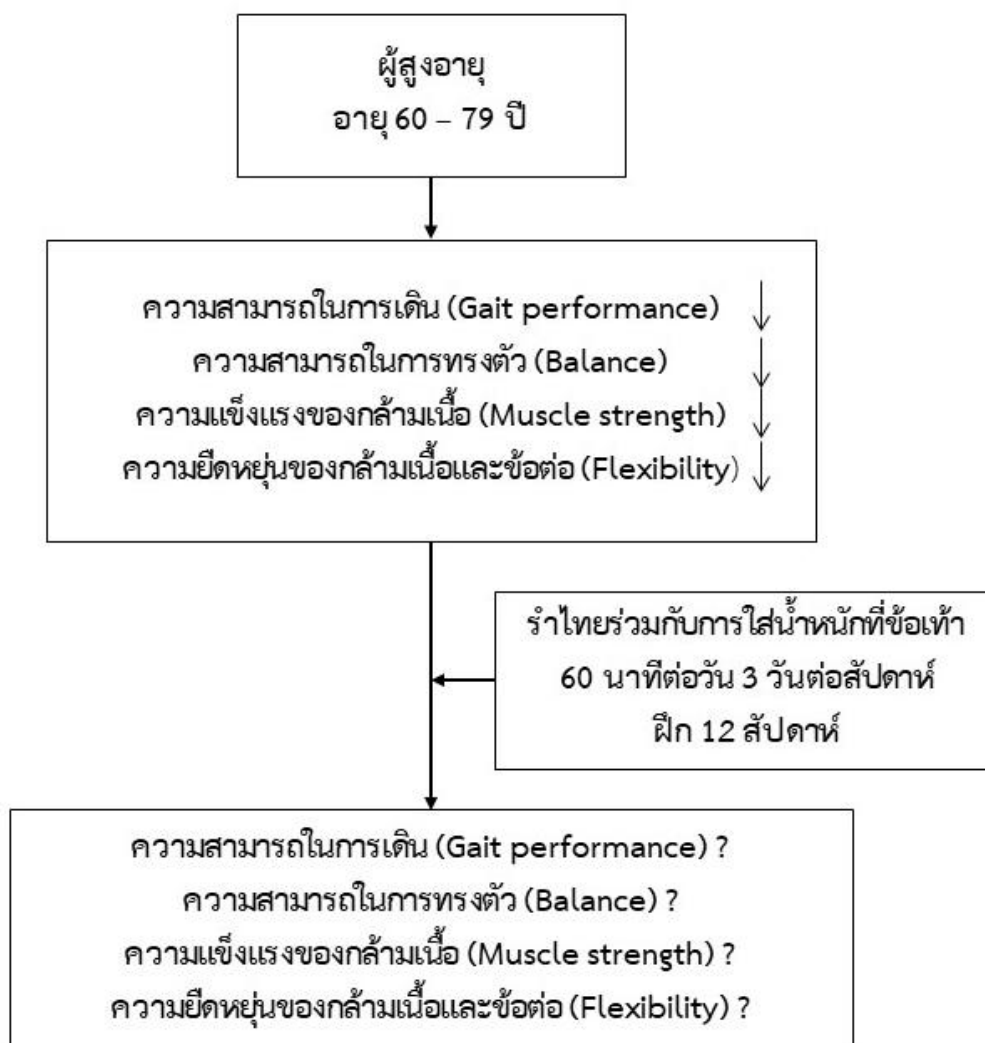 ผู้สูงอายุ
อายุ 60 – 79 ปี
ความสามารถในการเดิน (Gait performance)
ความสามารถในการทรงตัว (Balance)
ความแข็งแรงของกล้ามเนื้อ (Muscle strength)
ความยืดหยุ่นของกล้ามเนื้อและข้อต่อ (Flexibility)
รำไทยร่วมกับการใส่น้ำหนักที่ข้อเท้า
60 นาทีต่อวัน 3 วันต่อสัปดาห์
ฝึก 12 สัปดาห์
ความสามารถในการเดิน (Gait performance) ?
ความสามารถในการทรงตัว (Balance) ?
ความแข็งแรงของกล้ามเนื้อ (Muscle strength) ?
ความยืดหยุ่นของกล้ามเนื้อและข้อต่อ (Flexibility) ?